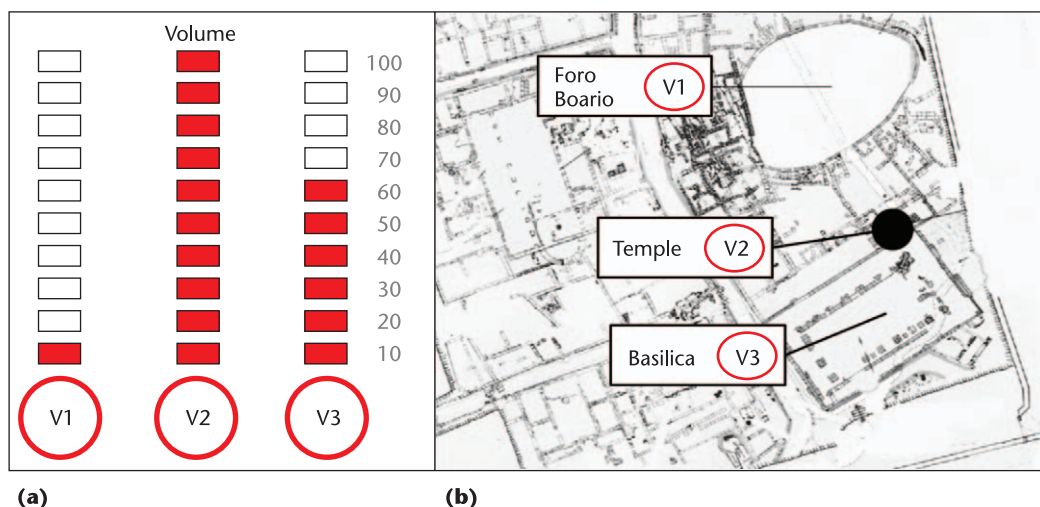 Volume
100
90
80
70
60
50
40
30
20
10
V1 V2 V3
(a)
Foro
Boario V1
Temple V2
Basilica V3
(b)